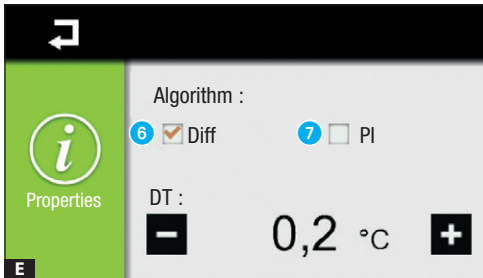 Algorithm :
6 Diff 7 PI
i
Properties
DT :
- 0,2 °C +
E